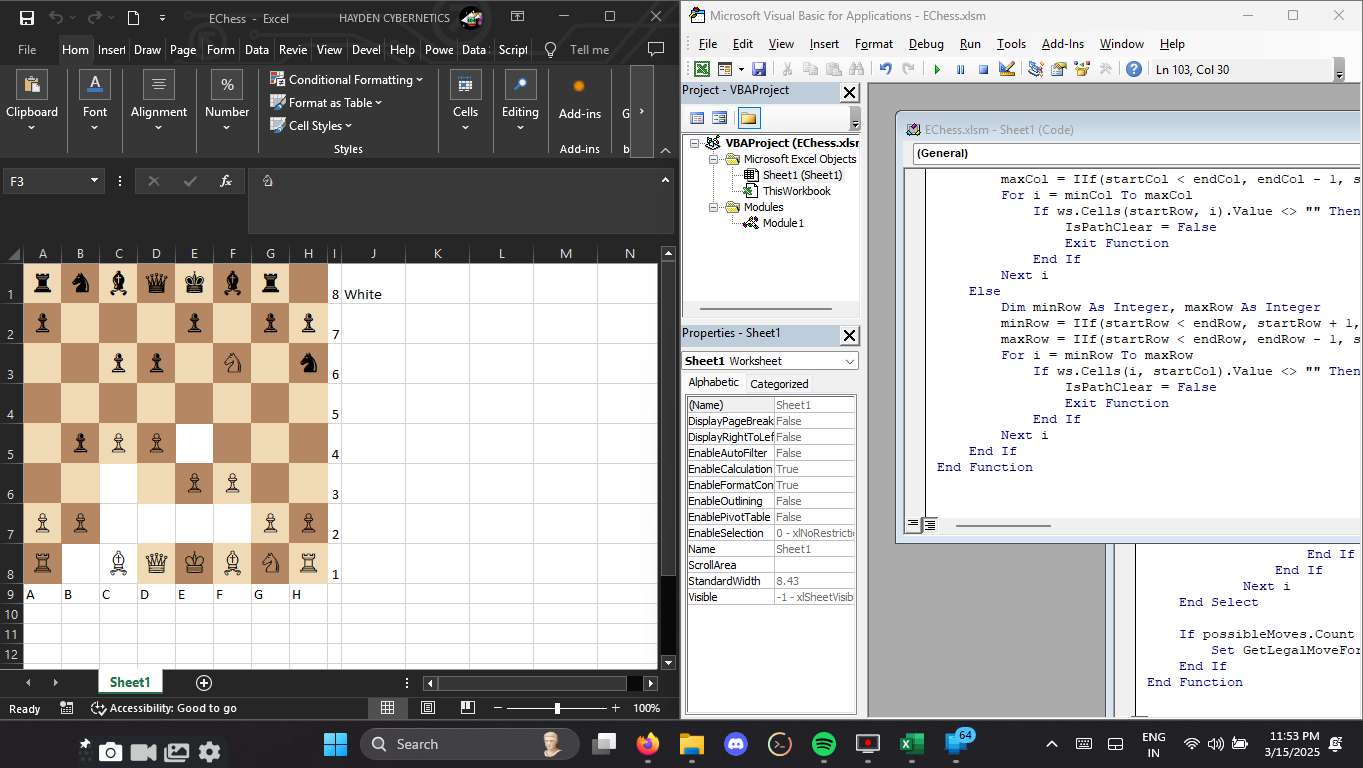 EChess - Excel
HAYDEN CYBERNETICS
File Hom Insert Draw Page Form Data Revie View Devel Help Powe Data Script Tell me
Clipboard
Font
Alignment
Number
Conditional Formatting
Format as Table
Cell Styles
Styles
Cells
Editing
Add-ins
Add-ins
F3
fx
♘
A B C D E F G H I J K L M N
1 ♜ ♞ ♝ ♛ ♚ ♝ ♜ 8 White
2 ♟ ♟ ♟ ♟ 7
3 ♟ ♟ ♘ ♞ 6
4 5
5 ♟ ♙ ♙ 4
6 ♙ ♙ 3
7 ♙ ♙ ♙ ♙ 2
8 ♖ ♗ ♕ ♔ ♗ ♘ ♖ 1
9 A B C D E F G H
10
11
12
Sheet1
Ready
Accessibility: Good to go
100%
Microsoft Visual Basic for Applications - EChess.xlsm
File Edit View Insert Format Debug Run Tools Add-Ins Window Help
Ln 103, Col 30
Project - VBAProject
VBAProject (EChess.xlsm
Microsoft Excel Objects
Sheet1 (Sheet1)
ThisWorkbook
Modules
Module1
Properties - Sheet1
Sheet1 Worksheet
Alphabetic Categorized
(Name) Sheet1
DisplayPageBreak False
DisplayRightToLef False
EnableAutoFilter False
EnableCalculation True
EnableFormatCon True
EnableOutlining False
EnablePivotTable False
EnableSelection 0 - xlNoRestricti
Name Sheet1
ScrollArea
StandardWidth 8.43
Visible -1 - xlSheetVisibl
EChess.xlsm - Sheet1 (Code)
(General)
maxCol = IIf(startCol < endCol, endCol - 1, s
For i = minCol To maxCol
If ws.Cells(startRow, i).Value <> "" Then
IsPathClear = False
Exit Function
End If
Next i
Else
Dim minRow As Integer, maxRow As Integer
minRow = IIf(startRow < endRow, startRow + 1,
maxRow = IIf(startRow < endRow, endRow - 1, s
For i = minRow To maxRow
If ws.Cells(i, startCol).Value <> "" Then
IsPathClear = False
Exit Function
End If
Next i
End If
End Function
End If
End If
Next i
End Select
If possibleMoves.Count
Set GetLegalMoveFor
End If
End Function
Search
64
ENG
IN
11:53 PM
3/15/2025